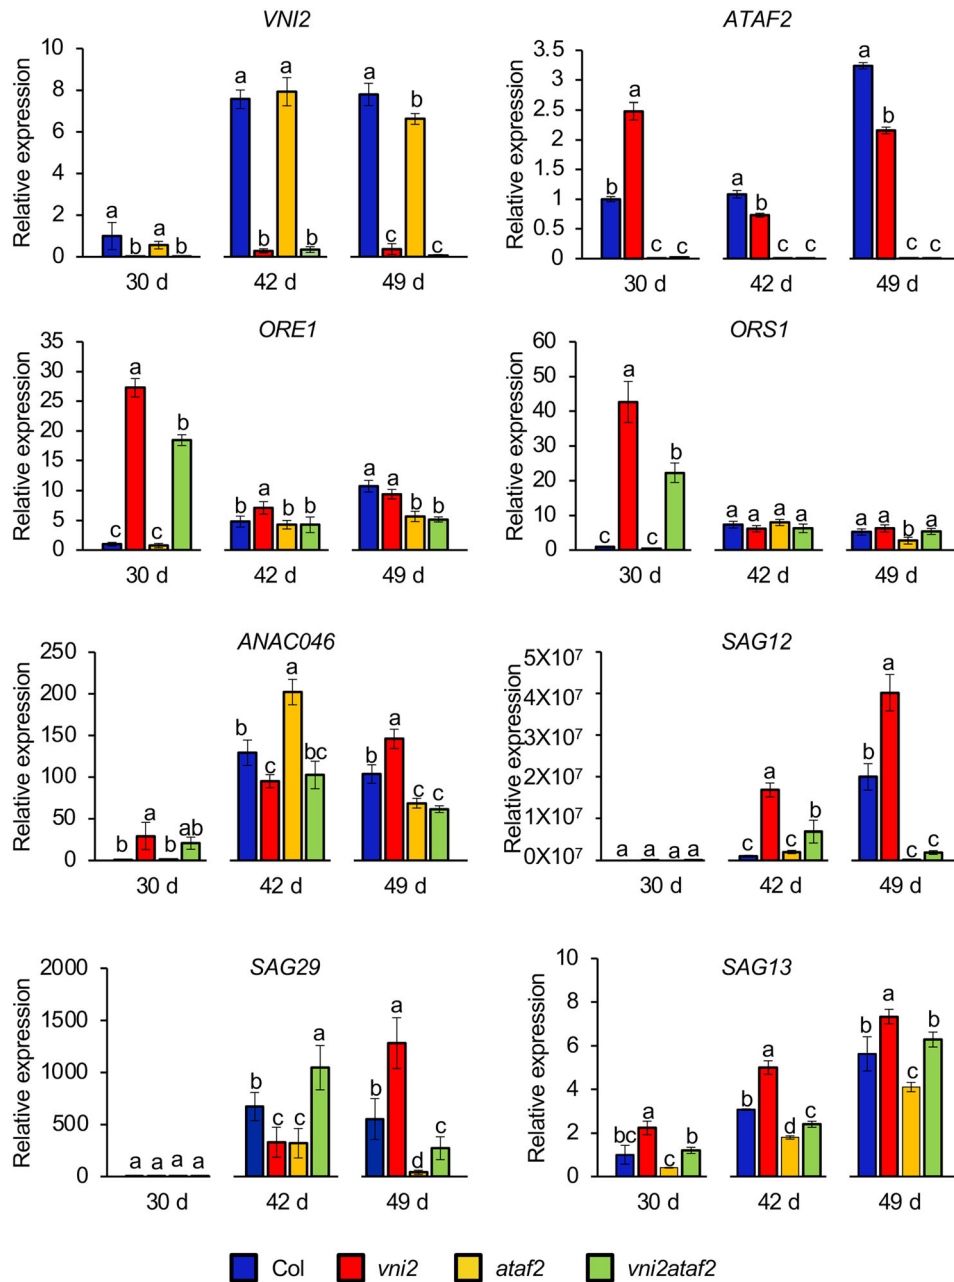 VNI2
Relative expression
10
8
6
4
2
0
a
b
a
b
a
b
a
b
a
c
b
c
30 d
42 d
49 d
ATAF2
Relative expression
3.5
3
2.5
2
1.5
1
0.5
0
b
a
c
c
a
b
c
c
a
b
c
c
30 d
42 d
49 d
ORE1
Relative expression
35
30
25
20
15
10
5
0
c
a
c
b
b
a
b
b
a
a
b
b
30 d
42 d
49 d
ORS1
Relative expression
60
50
40
30
20
10
0
c
a
c
b
a
a
a
a
a
a
b
a
30 d
42 d
49 d
ANAC046
Relative expression
250
200
150
100
50
0
b
a
b
ab
b
c
a
bc
b
a
c
c
30 d
42 d
49 d
SAG12
Relative expression
5X10⁷
4X10⁷
3X10⁷
2X10⁷
1X10⁷
0X10⁷
a
a
a
a
c
a
c
b
b
a
c
c
30 d
42 d
49 d
SAG29
Relative expression
2000
1500
1000
500
0
a
a
a
a
b
c
c
a
b
a
d
c
30 d
42 d
49 d
SAG13
Relative expression
10
8
6
4
2
0
bc
a
c
b
b
a
d
c
b
a
c
b
30 d
42 d
49 d
Col
vni2
ataf2
vni2ataf2